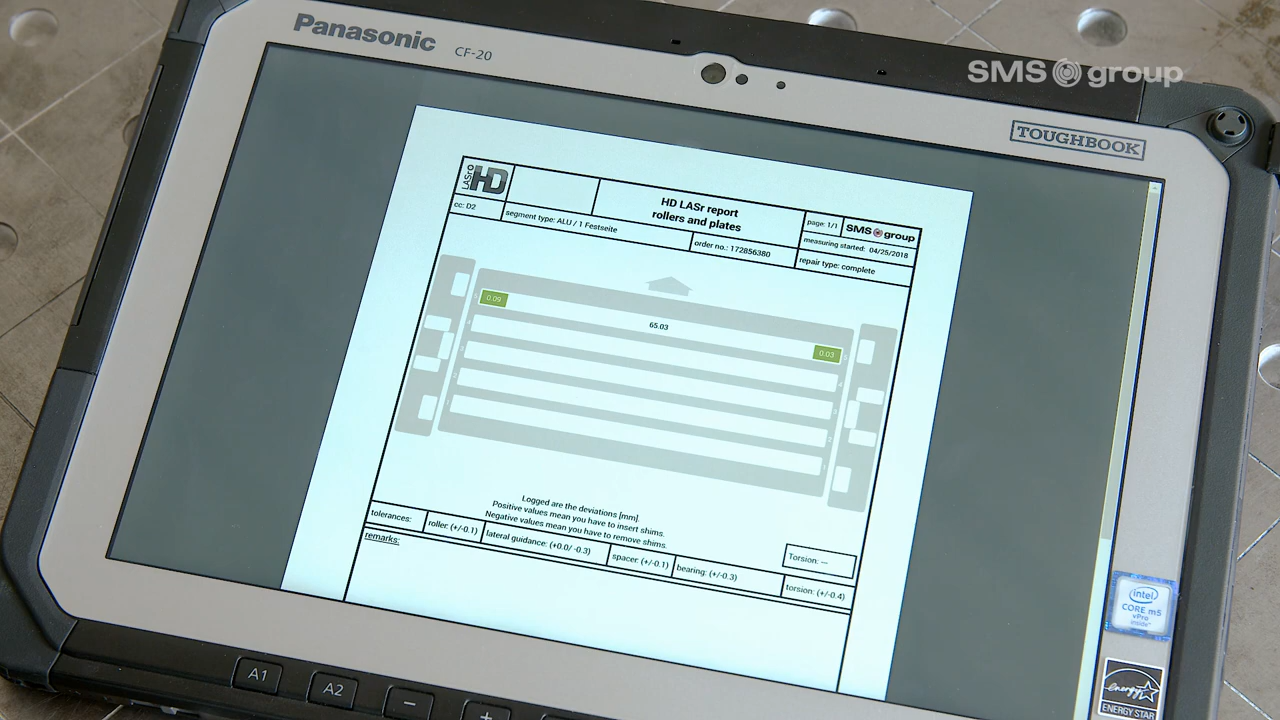 Panasonic
CF-20
SMS group
TOUGHBOOK
LASro HD
HD LASr report
rollers and plates
page: 1/1
SMS group
measuring started: 04/25/2018
cc: D2
segment type: ALU / 1 Festseite
order no.: 172856380
repair type: complete
0.09
65.03
0.03
Logged are the deviations [mm].
Positive values mean you have to insert shims.
Negative values mean you have to remove shims.
Torsion: ---
tolerances:
roller: (+/-0.1)
lateral guidance: (+0.0/ -0.3)
spacer: (+/-0.1)
bearing: (+/-0.3)
torsion: (+/-0.4)
remarks:
intel
CORE m5
vPro
inside
energy
ENERGY STAR
A1
A2
−
+